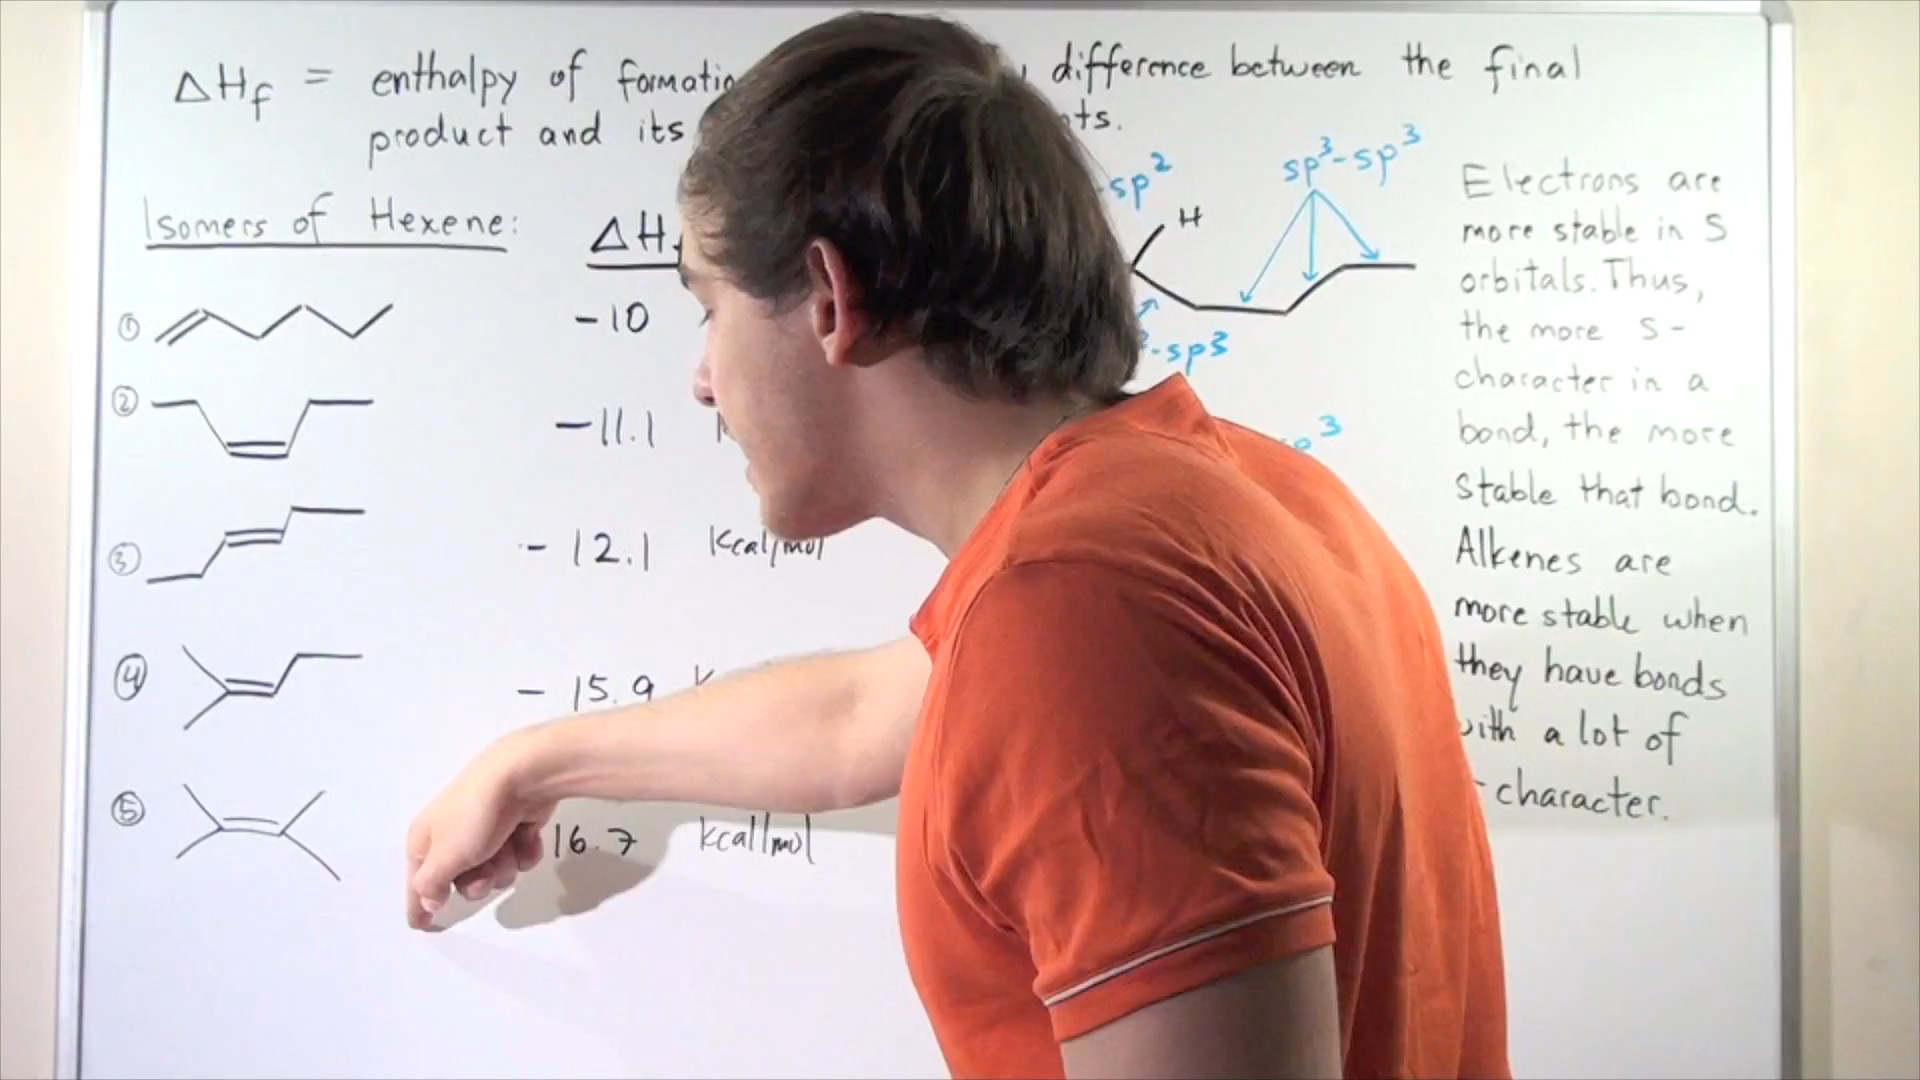 ΔHf = enthalpy of difference between the final
product and its
Isomers of Hexene:
ΔH
① -10
② -11.1
③ -12.1 kcal/mol
④ -15.9
⑤ 16.7 kcal/mol
sp²
sp³-sp³
H
-sp3
Electrons are
more stable in S
orbitals. Thus,
the more s-
character in a
bond, the more
stable that bond.
Alkenes are
more stable when
they have bonds
with a lot of
-character.